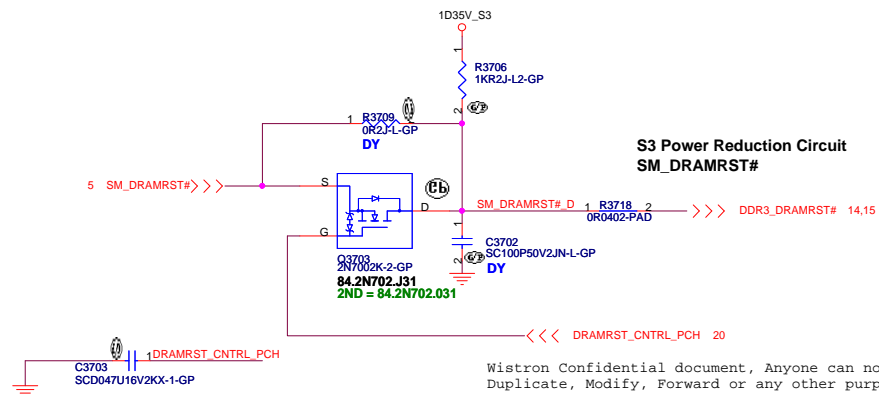 1D35V_S3
1
R3706
1KR2J-L2-GP
2
G/P
1
R3709
0R2J-L-GP
DY
S3 Power Reduction Circuit
SM_DRAMRST#
5 SM_DRAMRST#
S
D
SM_DRAMRST#_D
1
R3718
2
DDR3_DRAMRST# 14,15
0R0402-PAD
G
1
C3702
SC100P50V2JN-L-GP
2
G/P
DY
Q3703
2N7002K-2-GP
84.2N702.J31
2ND = 84.2N702.031
DRAMRST_CNTRL_PCH 20
1
DRAMRST_CNTRL_PCH
C3703
SCD047U16V2KX-1-GP
Wistron Confidential document, Anyone can no
Duplicate, Modify, Forward or any other purp